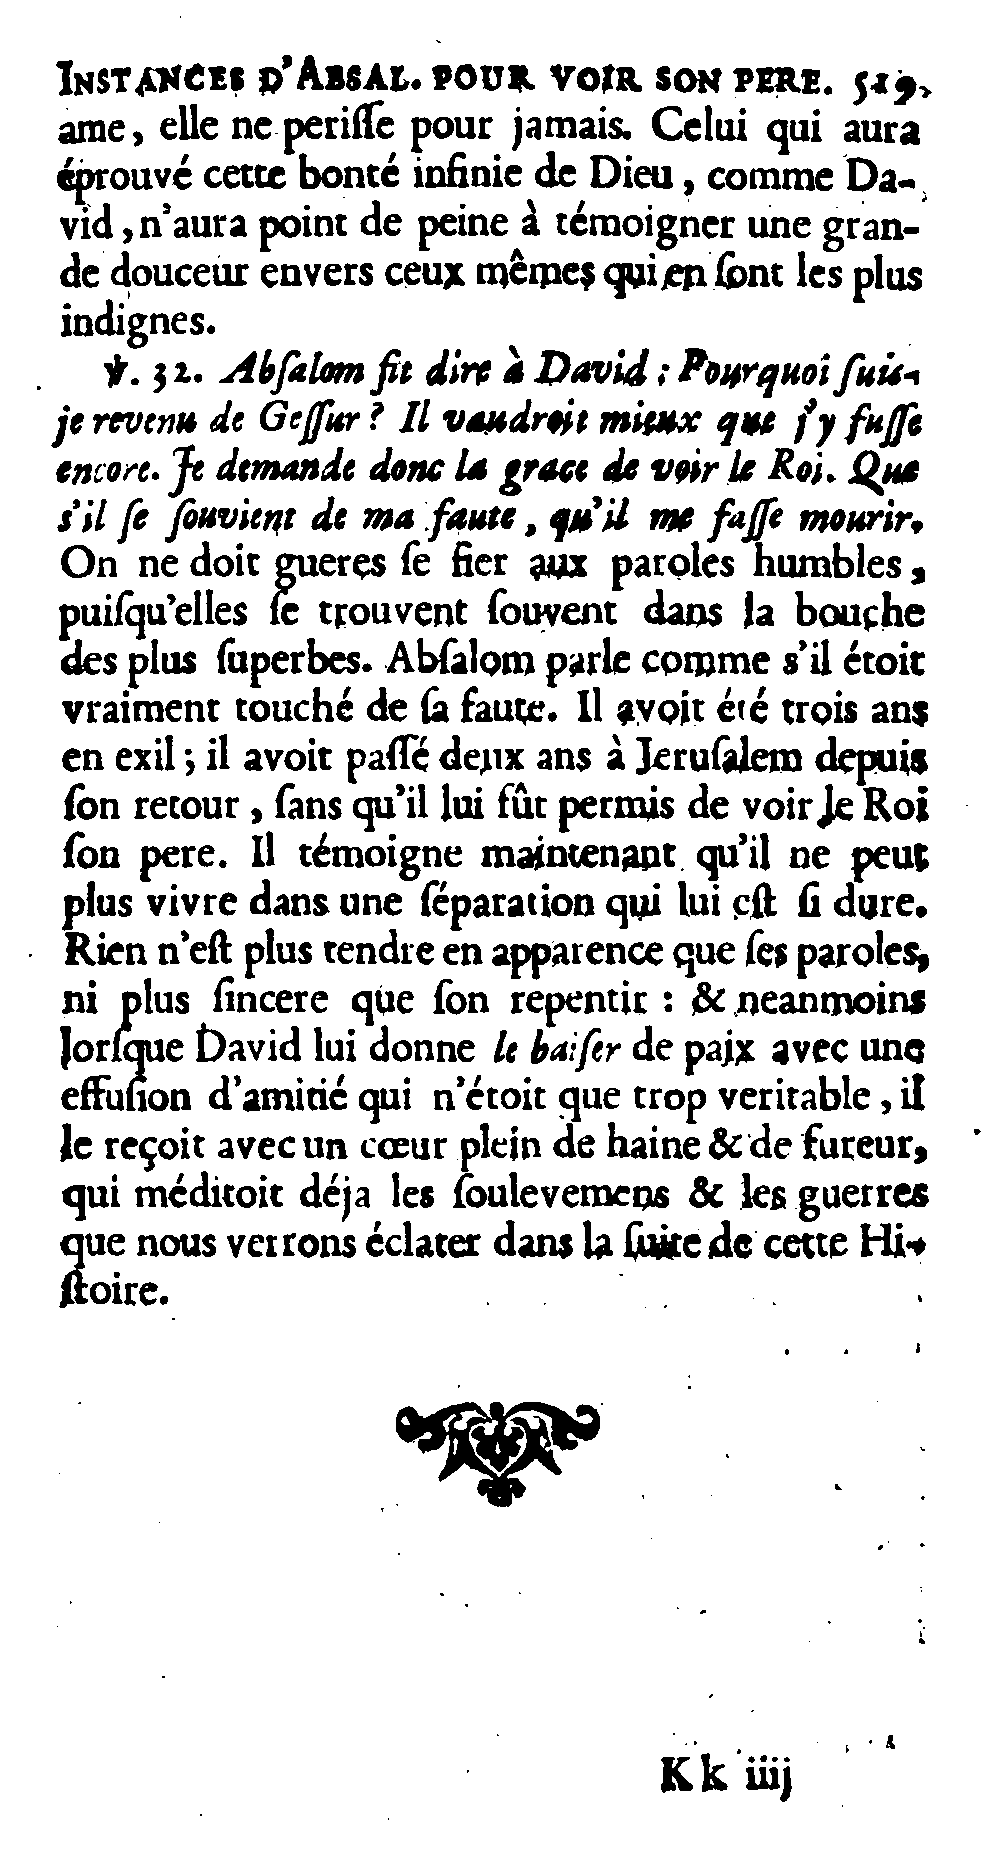 INSTANCES D'ABSAL. POUR VOIR SON PERE. 519
ame, elle ne periſſe pour jamais. Celui qui aura
éprouvé cette bonté infinie de Dieu, comme Da-
vid, n'aura point de peine à témoigner une gran-
de douceur envers ceux mêmes qui en ſont les plus
indignes.
℣. 32. Abſalom fit dire à David : Pourquoi ſuis-
je revenu de Geſſur ? Il vaudroit mieux que j'y fuſſe
encore. Je demande donc la grace de voir le Roi. Que
s'il ſe ſouvient de ma faute, qu'il me faſſe mourir.
On ne doit gueres ſe fier aux paroles humbles,
puiſqu'elles ſe trouvent ſouvent dans la bouche
des plus ſuperbes. Abſalom parle comme s'il étoit
vraiment touché de ſa faute. Il avoit été trois ans
en exil ; il avoit paſſé deux ans à Jeruſalem depuis
ſon retour, ſans qu'il lui fût permis de voir le Roi
ſon pere. Il témoigne maintenant qu'il ne peut
plus vivre dans une ſéparation qui lui eſt ſi dure.
Rien n'eſt plus tendre en apparence que ſes paroles,
ni plus ſincere que ſon repentir : & neanmoins
lorſque David lui donne le baiſer de paix avec une
effuſion d'amitié qui n'étoit que trop veritable, il
le reçoit avec un cœur plein de haine & de fureur,
qui méditoit déja les ſoulevemens & les guerres
que nous verrons éclater dans la ſuite de cette Hi-
ſtoire.
K k iiij